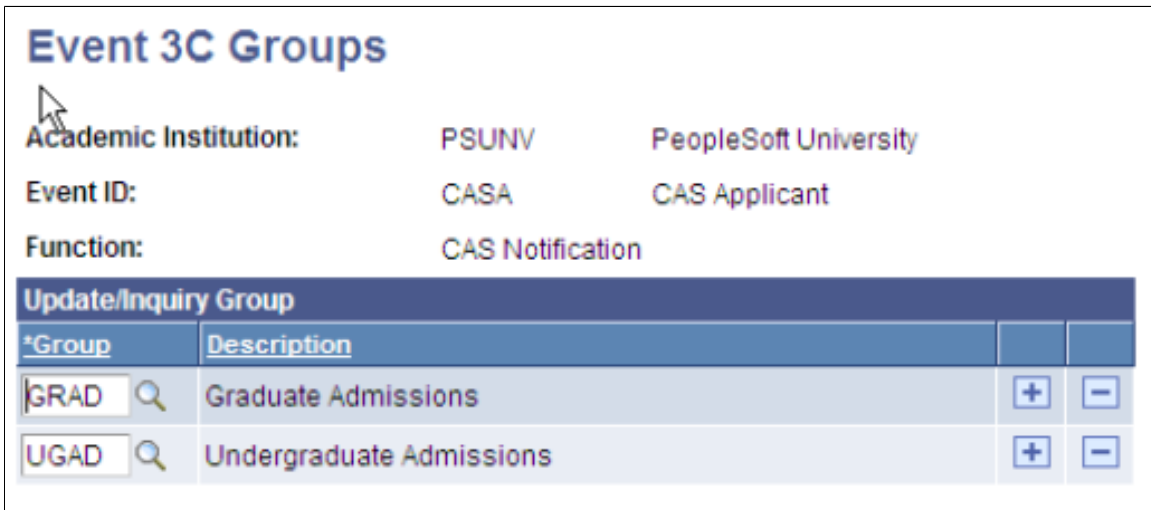 Event 3C Groups
Academic Institution: PSUNV PeopleSoft University
Event ID: CASA CAS Applicant
Function: CAS Notification
Update/Inquiry Group
*Group Description
GRAD Graduate Admissions
UGAD Undergraduate Admissions